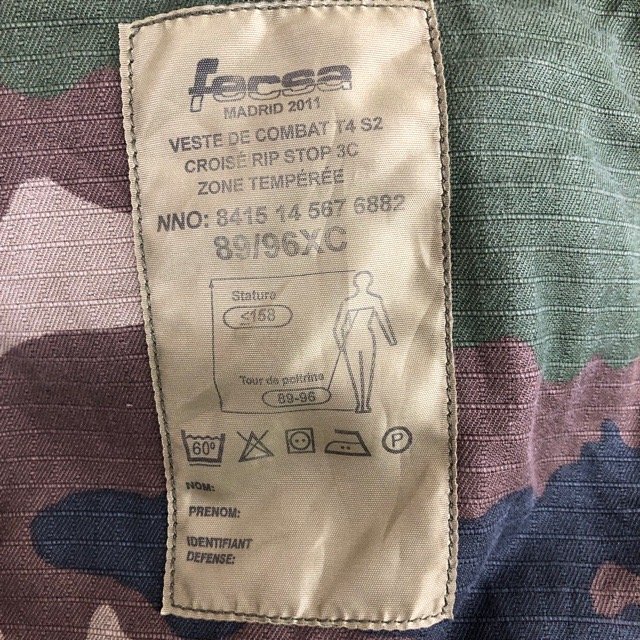 fecsa
MADRID 2011
VESTE DE COMBAT T4 S2
CROISÉ RIP STOP 3C
ZONE TEMPÉRÉE
NNO: 8415 14 567 6882
89/96XC
Stature
≤158
Tour de poitrine
89-96
60°
P
NOM:
PRENOM:
IDENTIFIANT
DEFENSE: